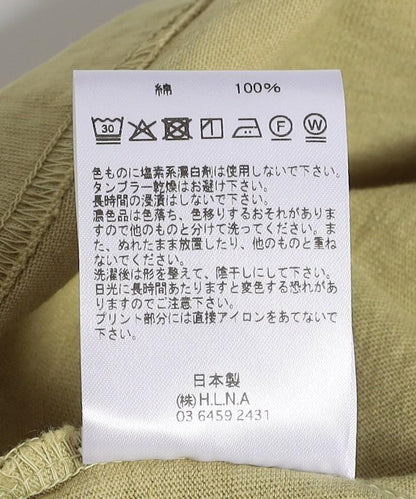 綿 100%
30 F W
色ものに塩素系漂白剤は使用しないで下さい。
タンブラー乾燥はお避け下さい。
長時間の浸漬はしないで下さい。
濃色品は色落ち、色移りするおそれがありま
すので他のものと分けて洗ってください。ま
た、ぬれたまま放置したり、他のものと重ね
ないでください。
洗濯後は形を整えて、陰干しにして下さい。
日光に長時間あたりますと変色する恐れがあ
りますのでご注意下さい。
プリント部分には直接アイロンをあてないで
下さい。
日本製
(株) H.L.N.A
03 6459 2431